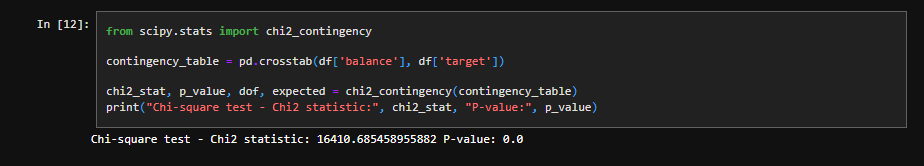 In [12]:
from scipy.stats import chi2_contingency
contingency_table = pd.crosstab(df['balance'], df['target'])
chi2_stat, p_value, dof, expected = chi2_contingency(contingency_table)
print("Chi-square test - Chi2 statistic:", chi2_stat, "P-value:", p_value)
Chi-square test - Chi2 statistic: 16410.685458955882 P-value: 0.0